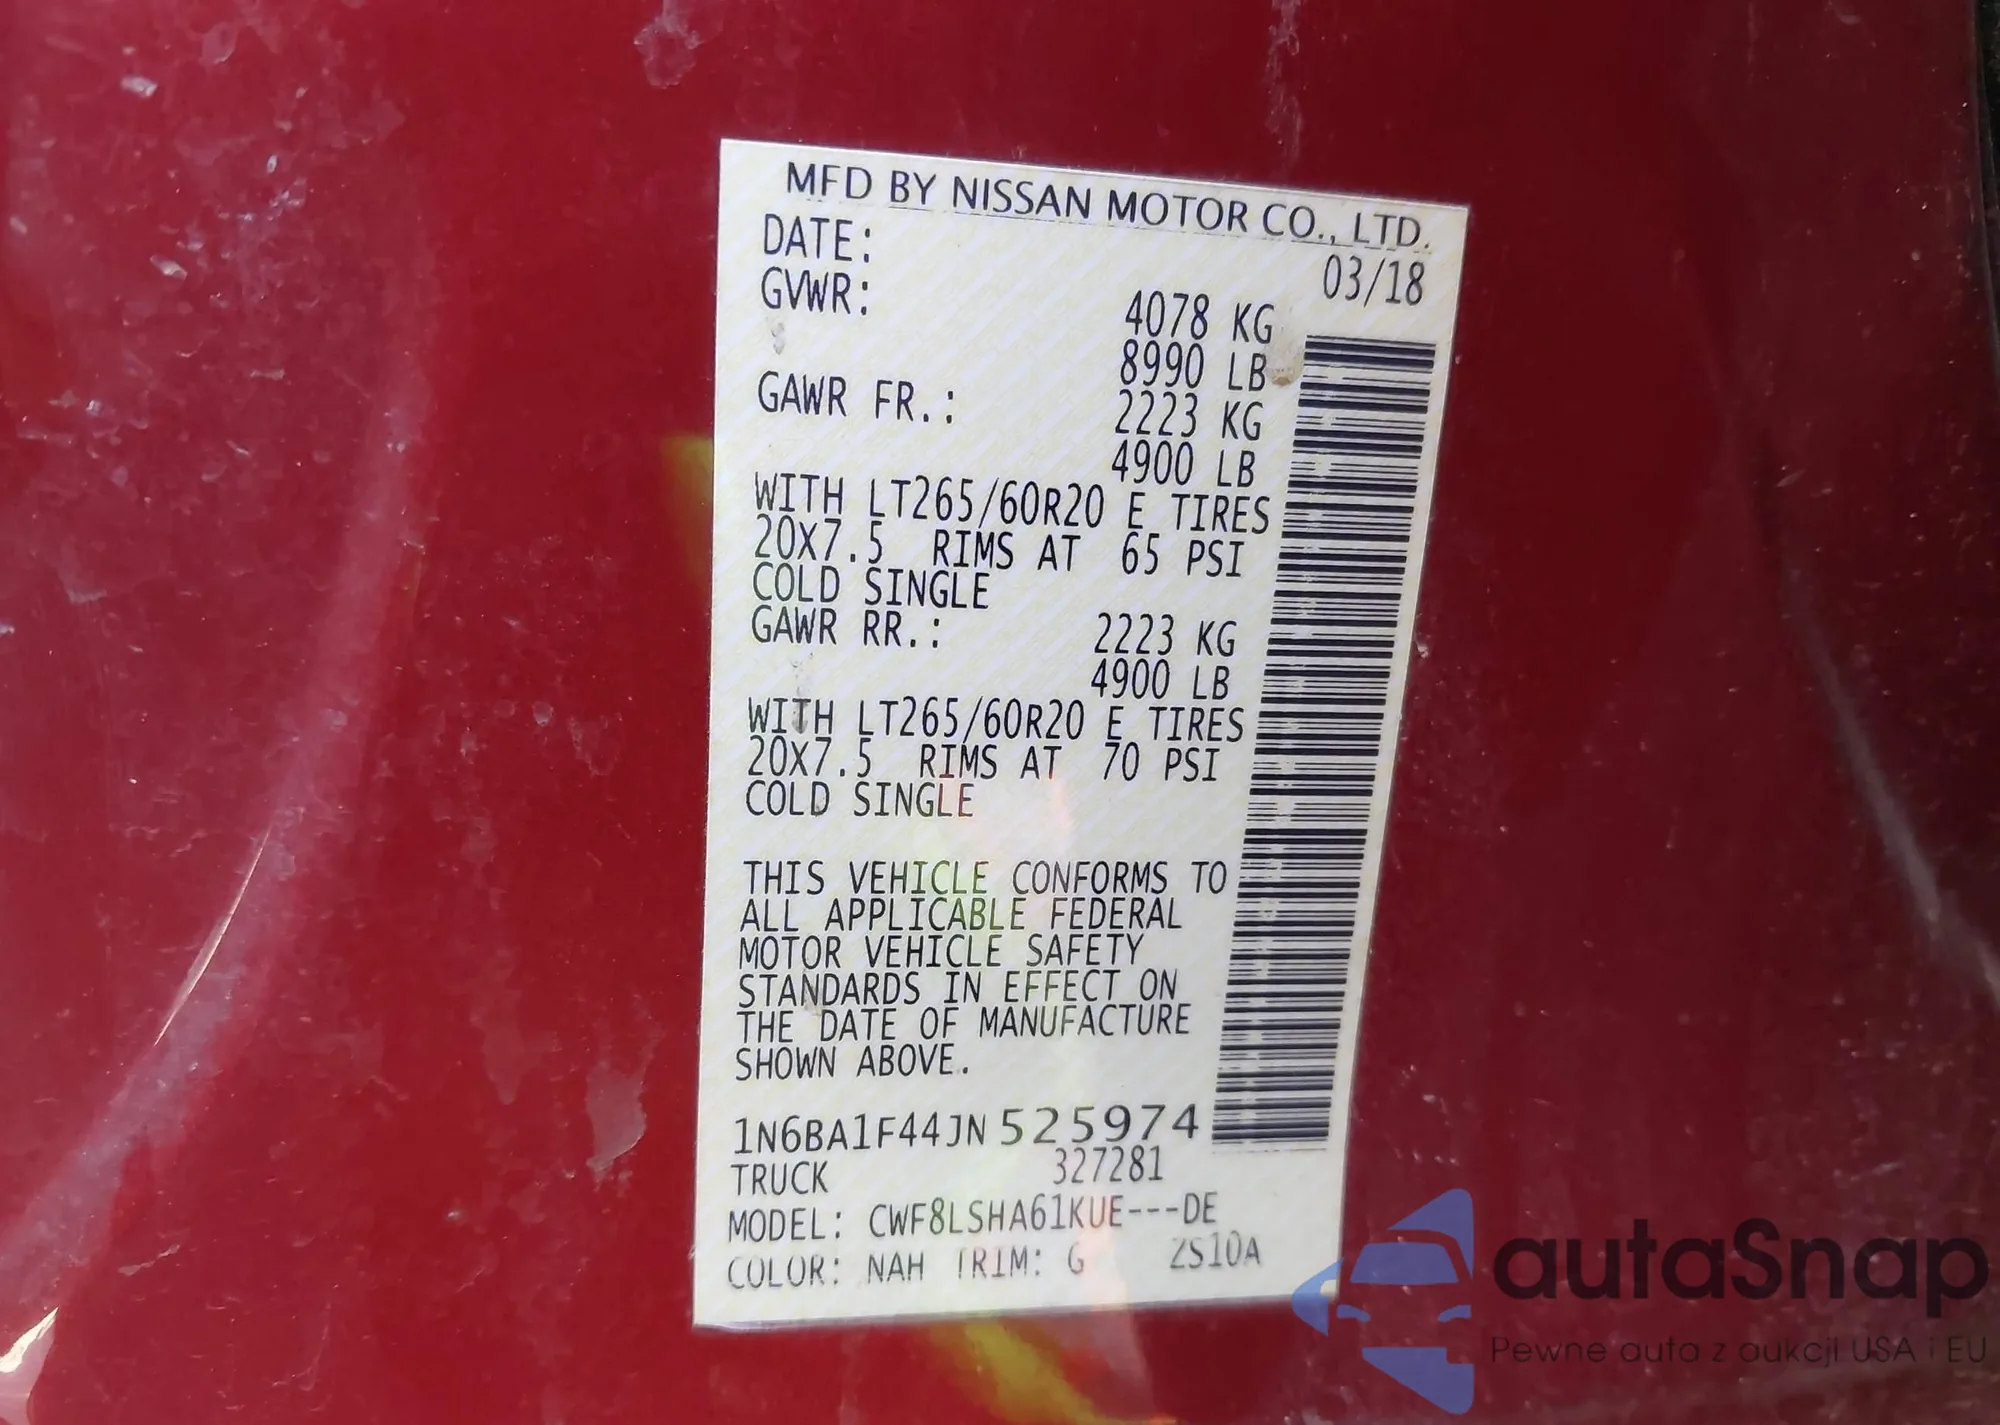 MFD BY NISSAN MOTOR CO., LTD.
DATE: 03/18
GVWR: 4078 KG
8990 LB
GAWR FR.: 2223 KG
4900 LB
WITH LT265/60R20 E TIRES
20X7.5 RIMS AT 65 PSI
COLD SINGLE
GAWR RR.: 2223 KG
4900 LB
WITH LT265/60R20 E TIRES
20X7.5 RIMS AT 70 PSI
COLD SINGLE
THIS VEHICLE CONFORMS TO
ALL APPLICABLE FEDERAL
MOTOR VEHICLE SAFETY
STANDARDS IN EFFECT ON
THE DATE OF MANUFACTURE
SHOWN ABOVE.
1N6BA1F44JN525974
TRUCK 327281
MODEL: CWF8LSHA61KUE---DE
COLOR: NAH TRIM: G ZS10A
autaSnap
Pewne auta z aukcji USA i EU